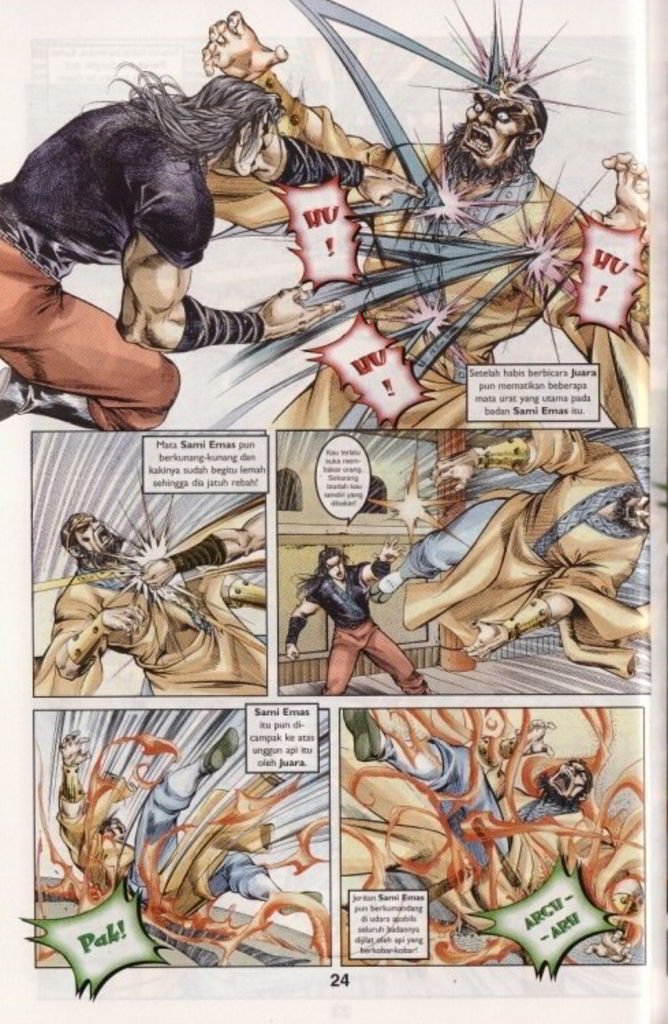 HU
!
HU
!
HU
!
Setelah habis berbicara Juara
pun mematikan beberapa
mata urat yang utama pada
badan Sami Emas itu.
Mata Sami Emas pun
berkunang-kunang dan
kakinya sudah begitu lemah
sehingga dia jatuh rebah!
Kau terlalu
suka mem-
bakar orang.
Sekarang
biarlah kau
sendiri yang
dibakar!
Sami Emas
itu pun di-
campak ke atas
unggun api itu
oleh Juara.
Pak!
Jeritan Sami Emas
pun berkumandang
di udara apabila
seluruh badannya
dijilat oleh api yang
berkobar-kobar!
ARGH-
-ARH!
24